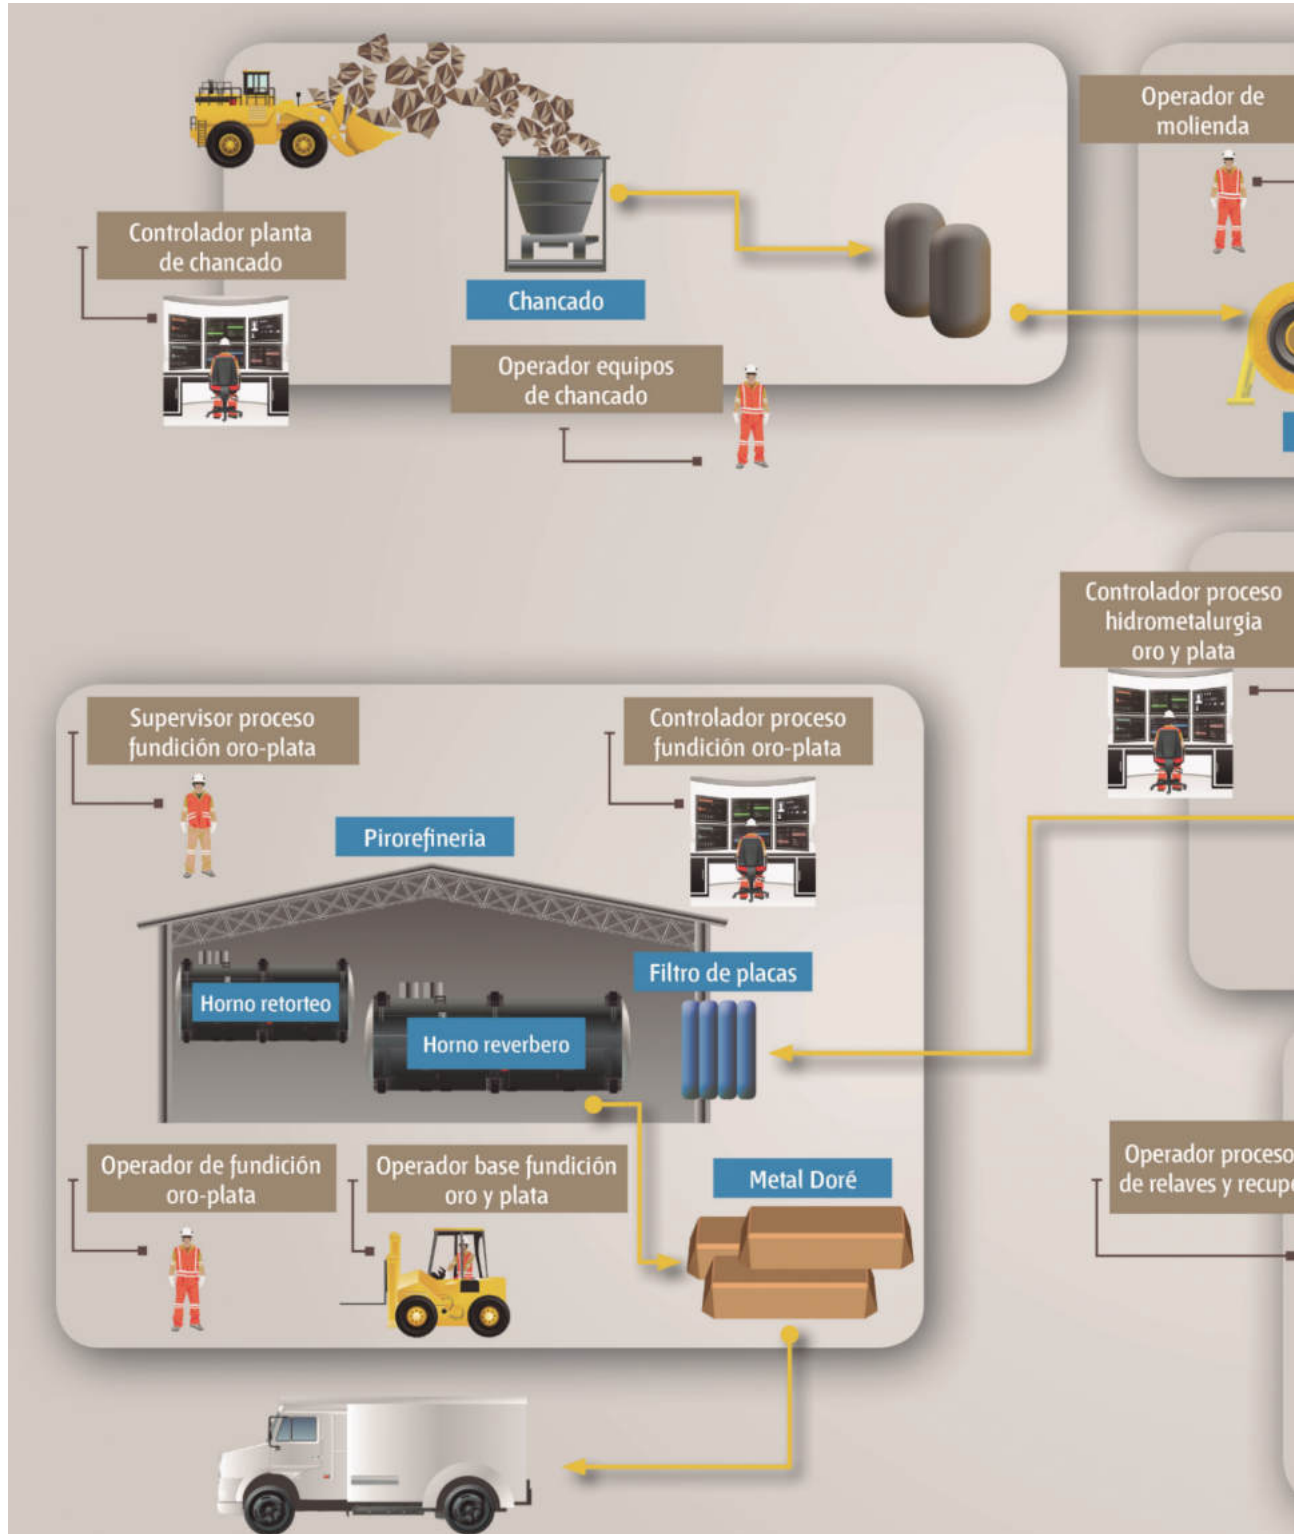 Operador de
molienda
Controlador planta
de chancado
Chancado
Operador equipos
de chancado
Controlador proceso
hidrometalurgia
oro y plata
Supervisor proceso
fundición oro-plata
Controlador proceso
fundición oro-plata
Pirorefineria
Filtro de placas
Horno retorteo
Horno reverbero
Operador de fundición
oro-plata
Operador base fundición
oro y plata
Metal Doré
Operador proceso
de relaves y recupe